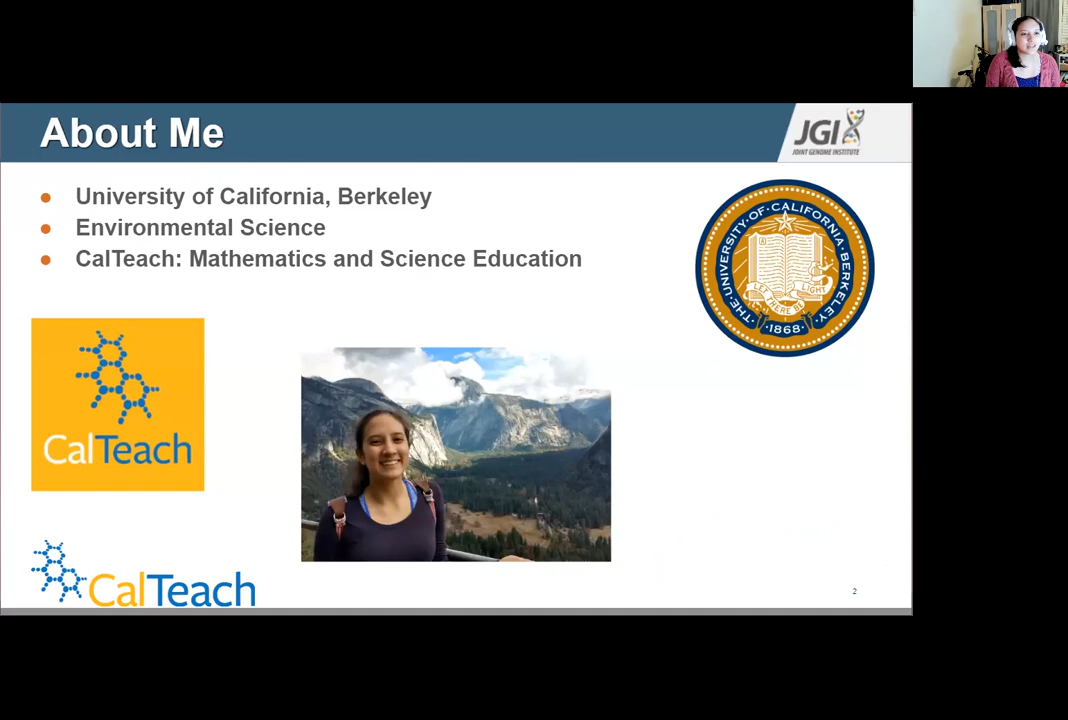 About Me
JGI
JOINT GENOME INSTITUTE
University of California, Berkeley
Environmental Science
CalTeach: Mathematics and Science Education
THE·UNIVERSITY·OF·CALIFORNIA·BERKELEY
A
LET THERE BE LIGHT
·1868·
CalTeach
CalTeach
2